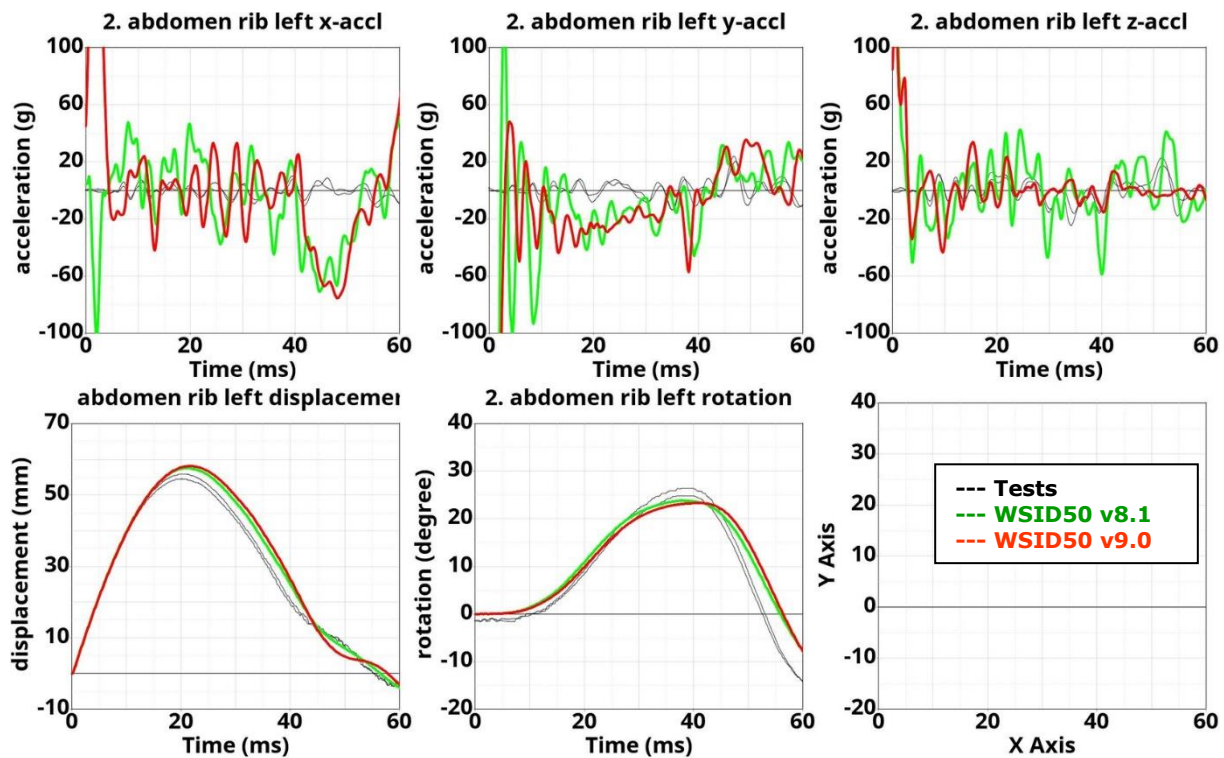 2. abdomen rib left x-accl
100
60
20
-20
-60
-100
acceleration (g)
0 20 40 60
Time (ms)
2. abdomen rib left y-accl
100
60
20
-20
-60
-100
acceleration (g)
0 20 40 60
Time (ms)
2. abdomen rib left z-accl
100
60
20
-20
-60
-100
acceleration (g)
0 20 40 60
Time (ms)
abdomen rib left displacemen
70
50
30
10
-10
displacement (mm)
0 20 40 60
Time (ms)
2. abdomen rib left rotation
40
30
20
10
0
-10
-20
rotation (degree)
0 20 40 60
Time (ms)
40
30
20
10
0
-10
-20
Y Axis
0 20 40 60
X Axis
--- Tests
--- WSID50 v8.1
--- WSID50 v9.0